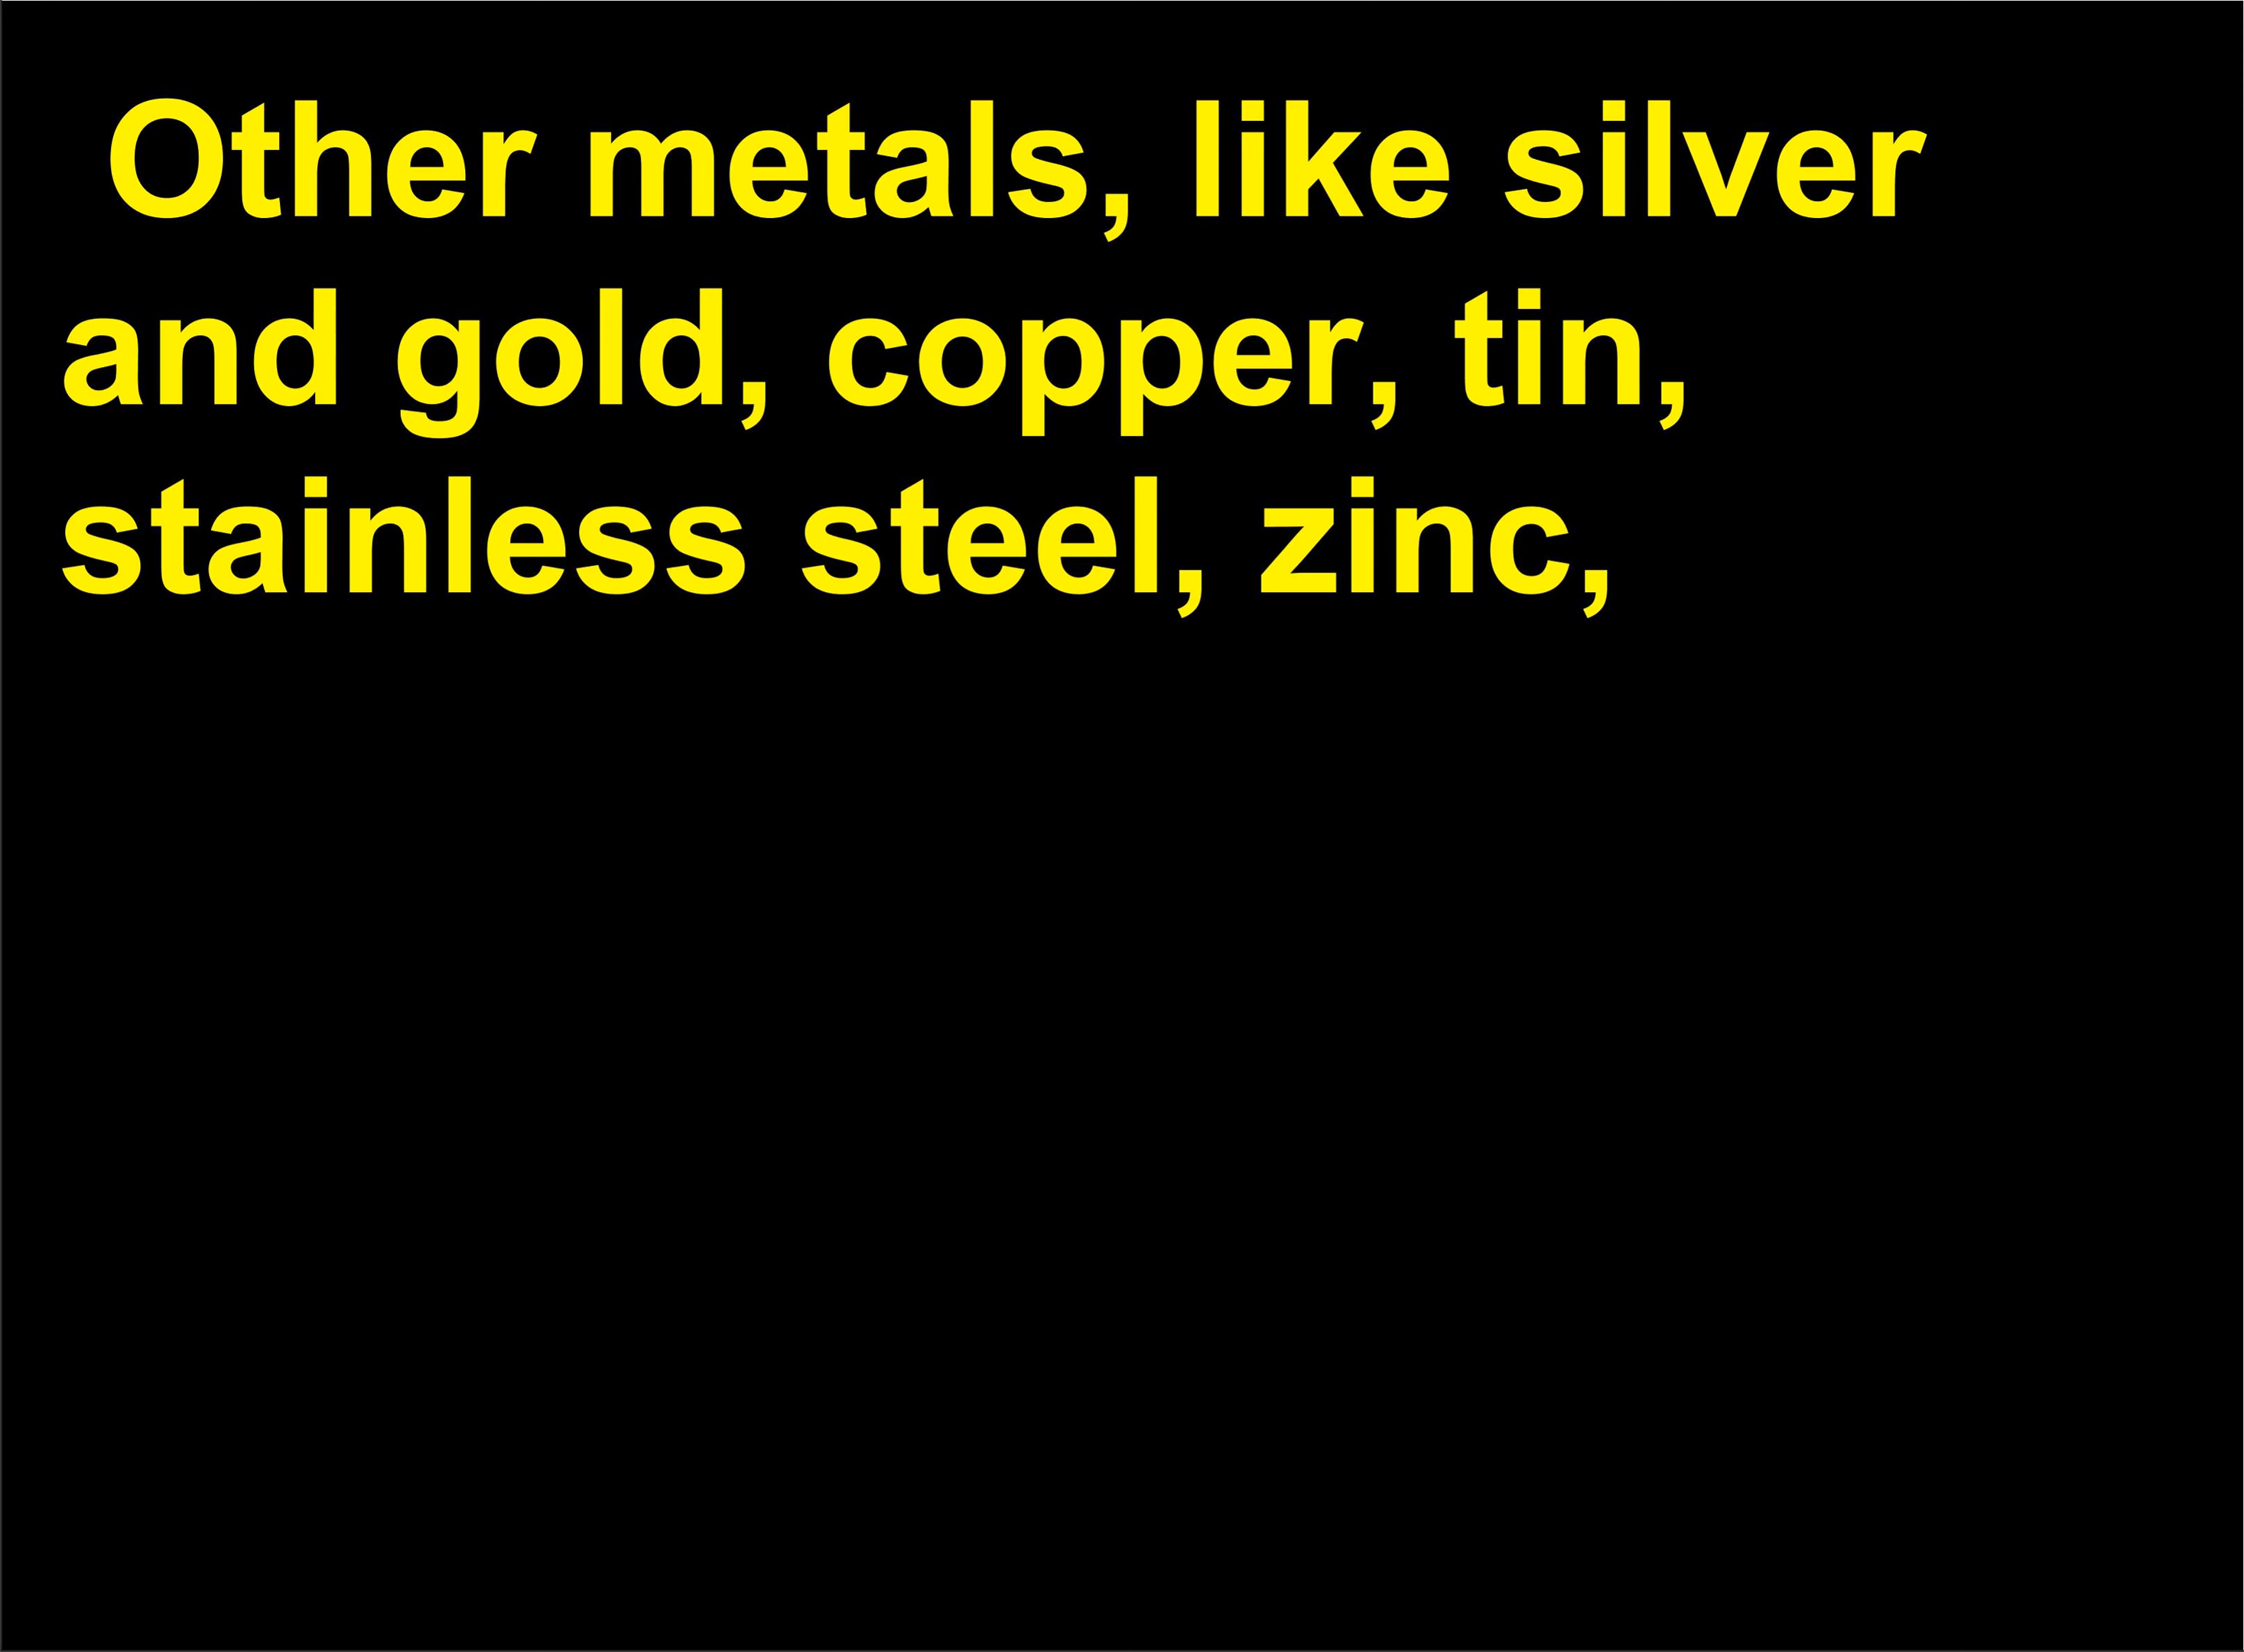 Other metals, like silver
and gold, copper, tin,
stainless steel, zinc,